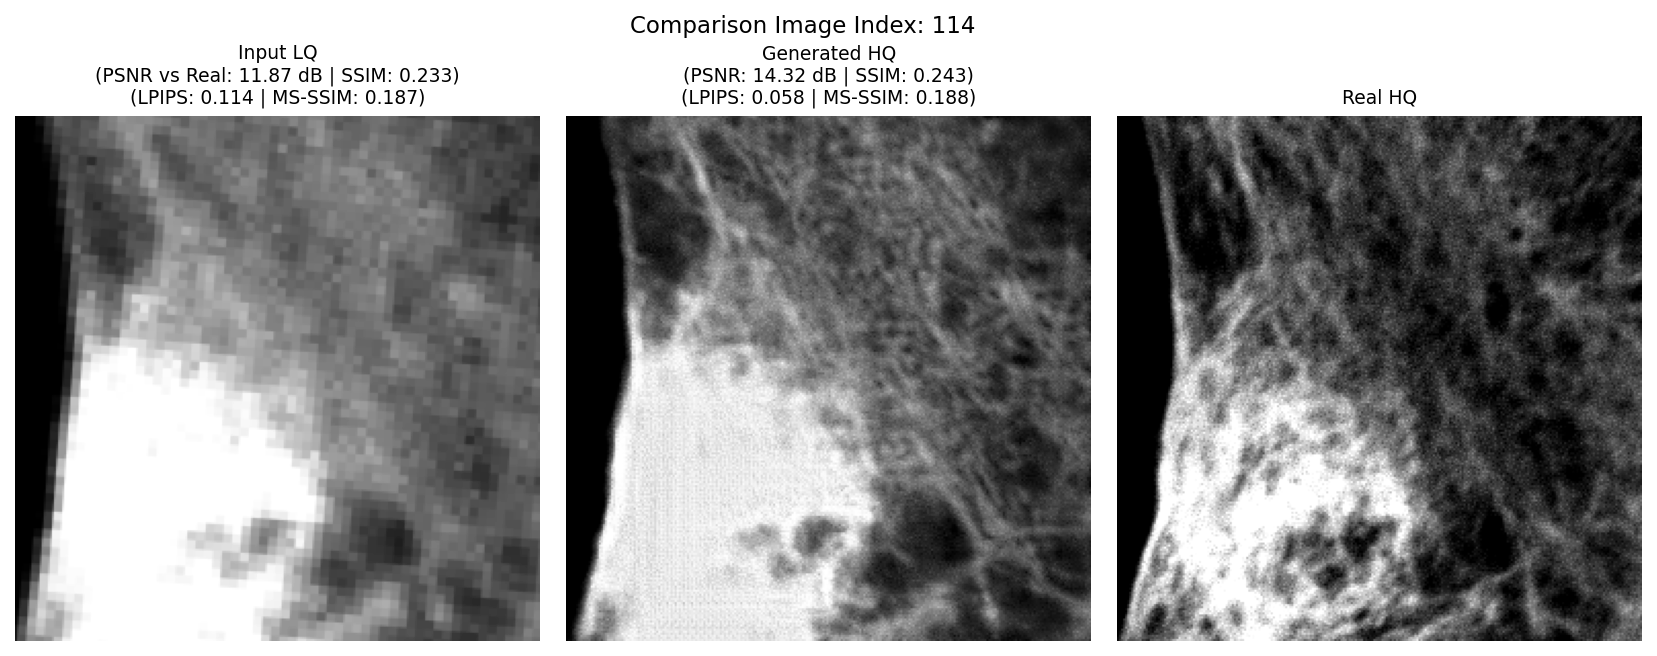 Comparison Image Index: 114
Input LQ
(PSNR vs Real: 11.87 dB | SSIM: 0.233)
(LPIPS: 0.114 | MS-SSIM: 0.187)
Generated HQ
(PSNR: 14.32 dB | SSIM: 0.243)
(LPIPS: 0.058 | MS-SSIM: 0.188)
Real HQ